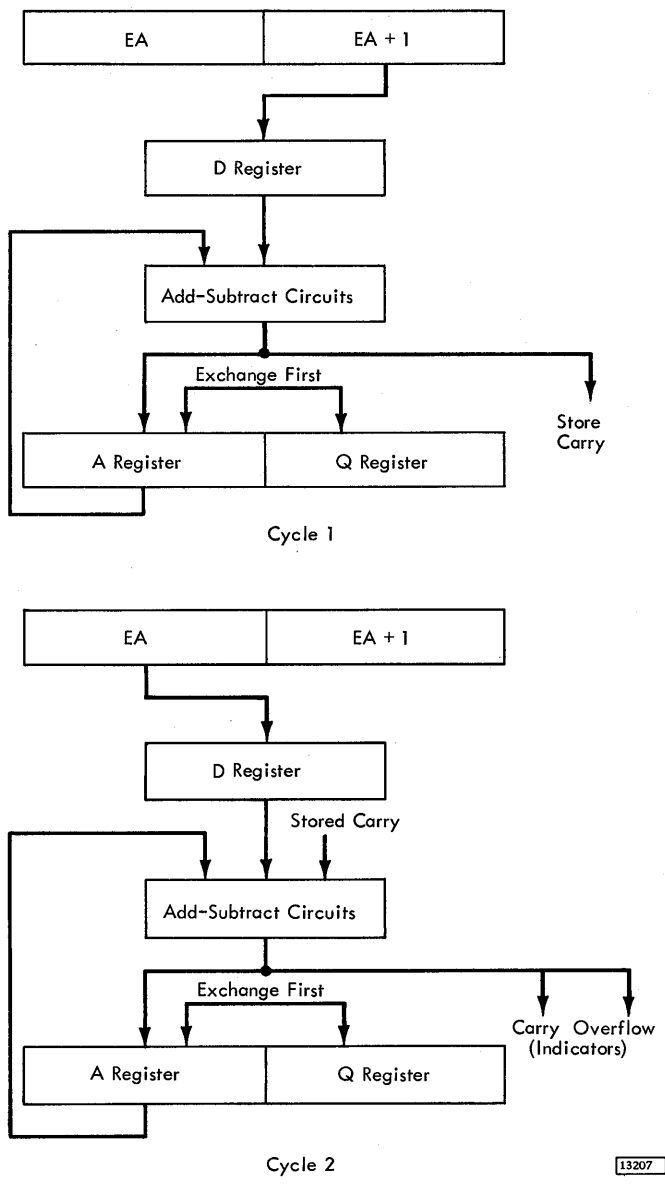 EA EA + 1
D Register
Add-Subtract Circuits
Exchange First
Store
Carry
A Register Q Register
Cycle 1
EA EA + 1
D Register
Stored Carry
Add-Subtract Circuits
Exchange First
Carry Overflow
(Indicators)
A Register Q Register
Cycle 2
13207